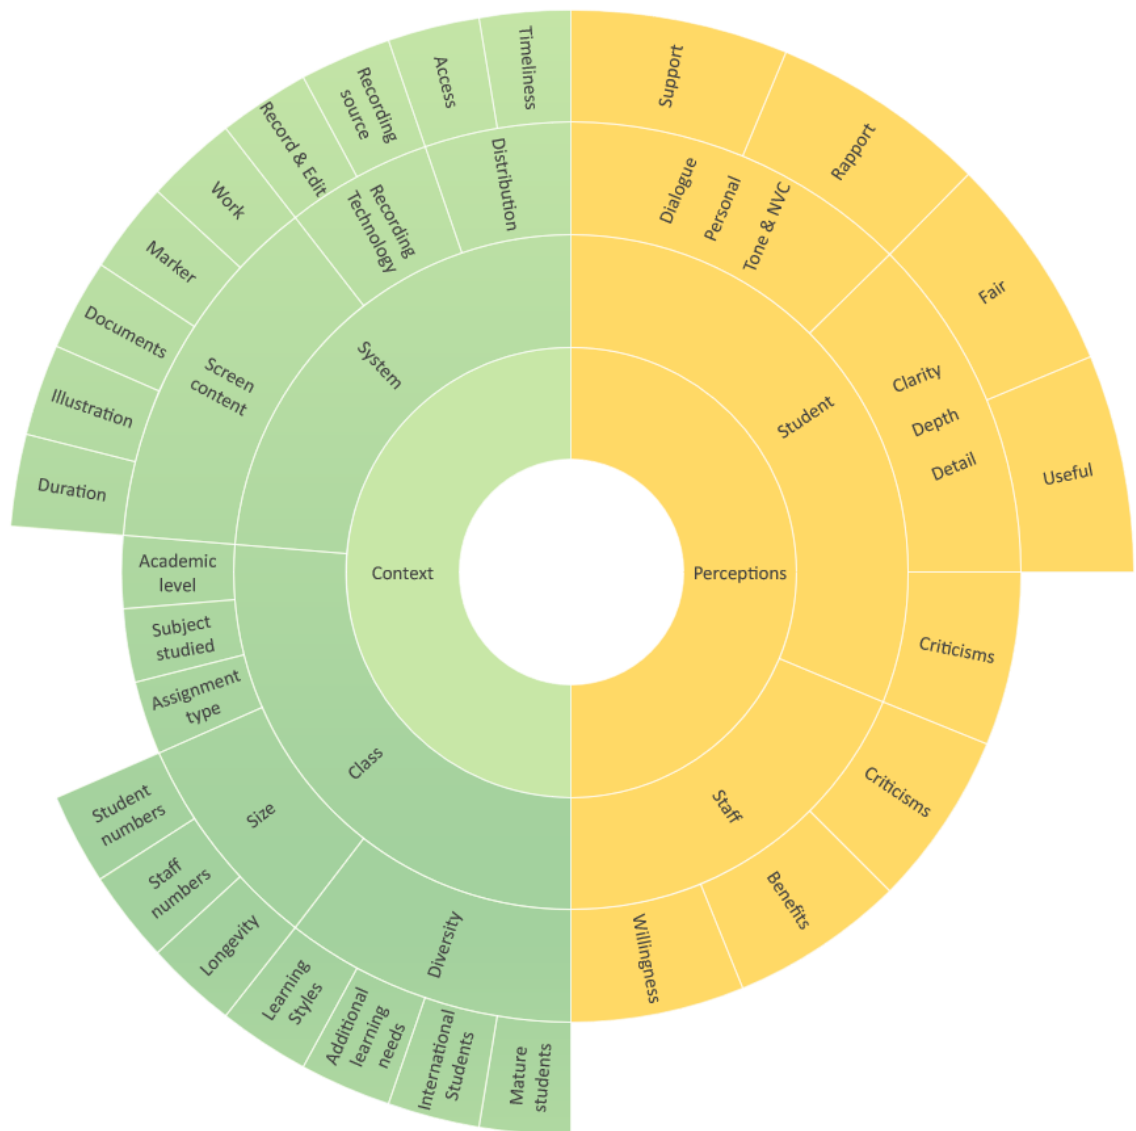 Perceptions
Student
Dialogue
Personal
Tone & NVC
Support
Rapport
Clarity
Depth
Detail
Fair
Useful
Criticisms
Staff
Criticisms
Benefits
Willingness
Context
Class
Diversity
Mature
students
International
Students
Additional
learning
needs
Learning
Styles
Size
Longevity
Staff
numbers
Student
numbers
Assignment
type
Subject
studied
Academic
level
System
Screen
content
Duration
Illustration
Documents
Marker
Work
Recording
Technology
Record & Edit
Recording
source
Distribution
Access
Timeliness